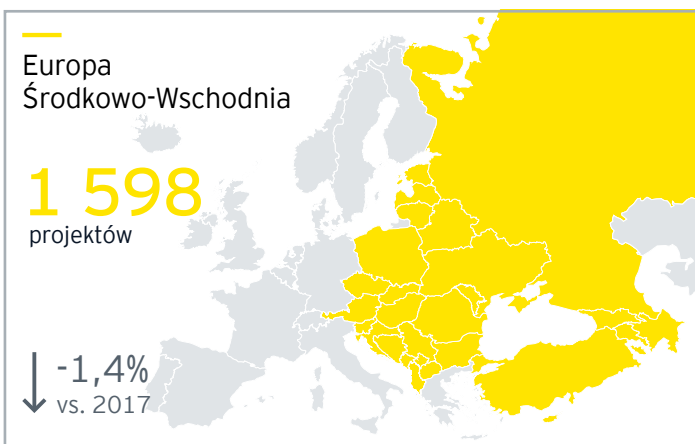 Europa
Środkowo-Wschodnia
1 598
projektów
-1,4%
vs. 2017